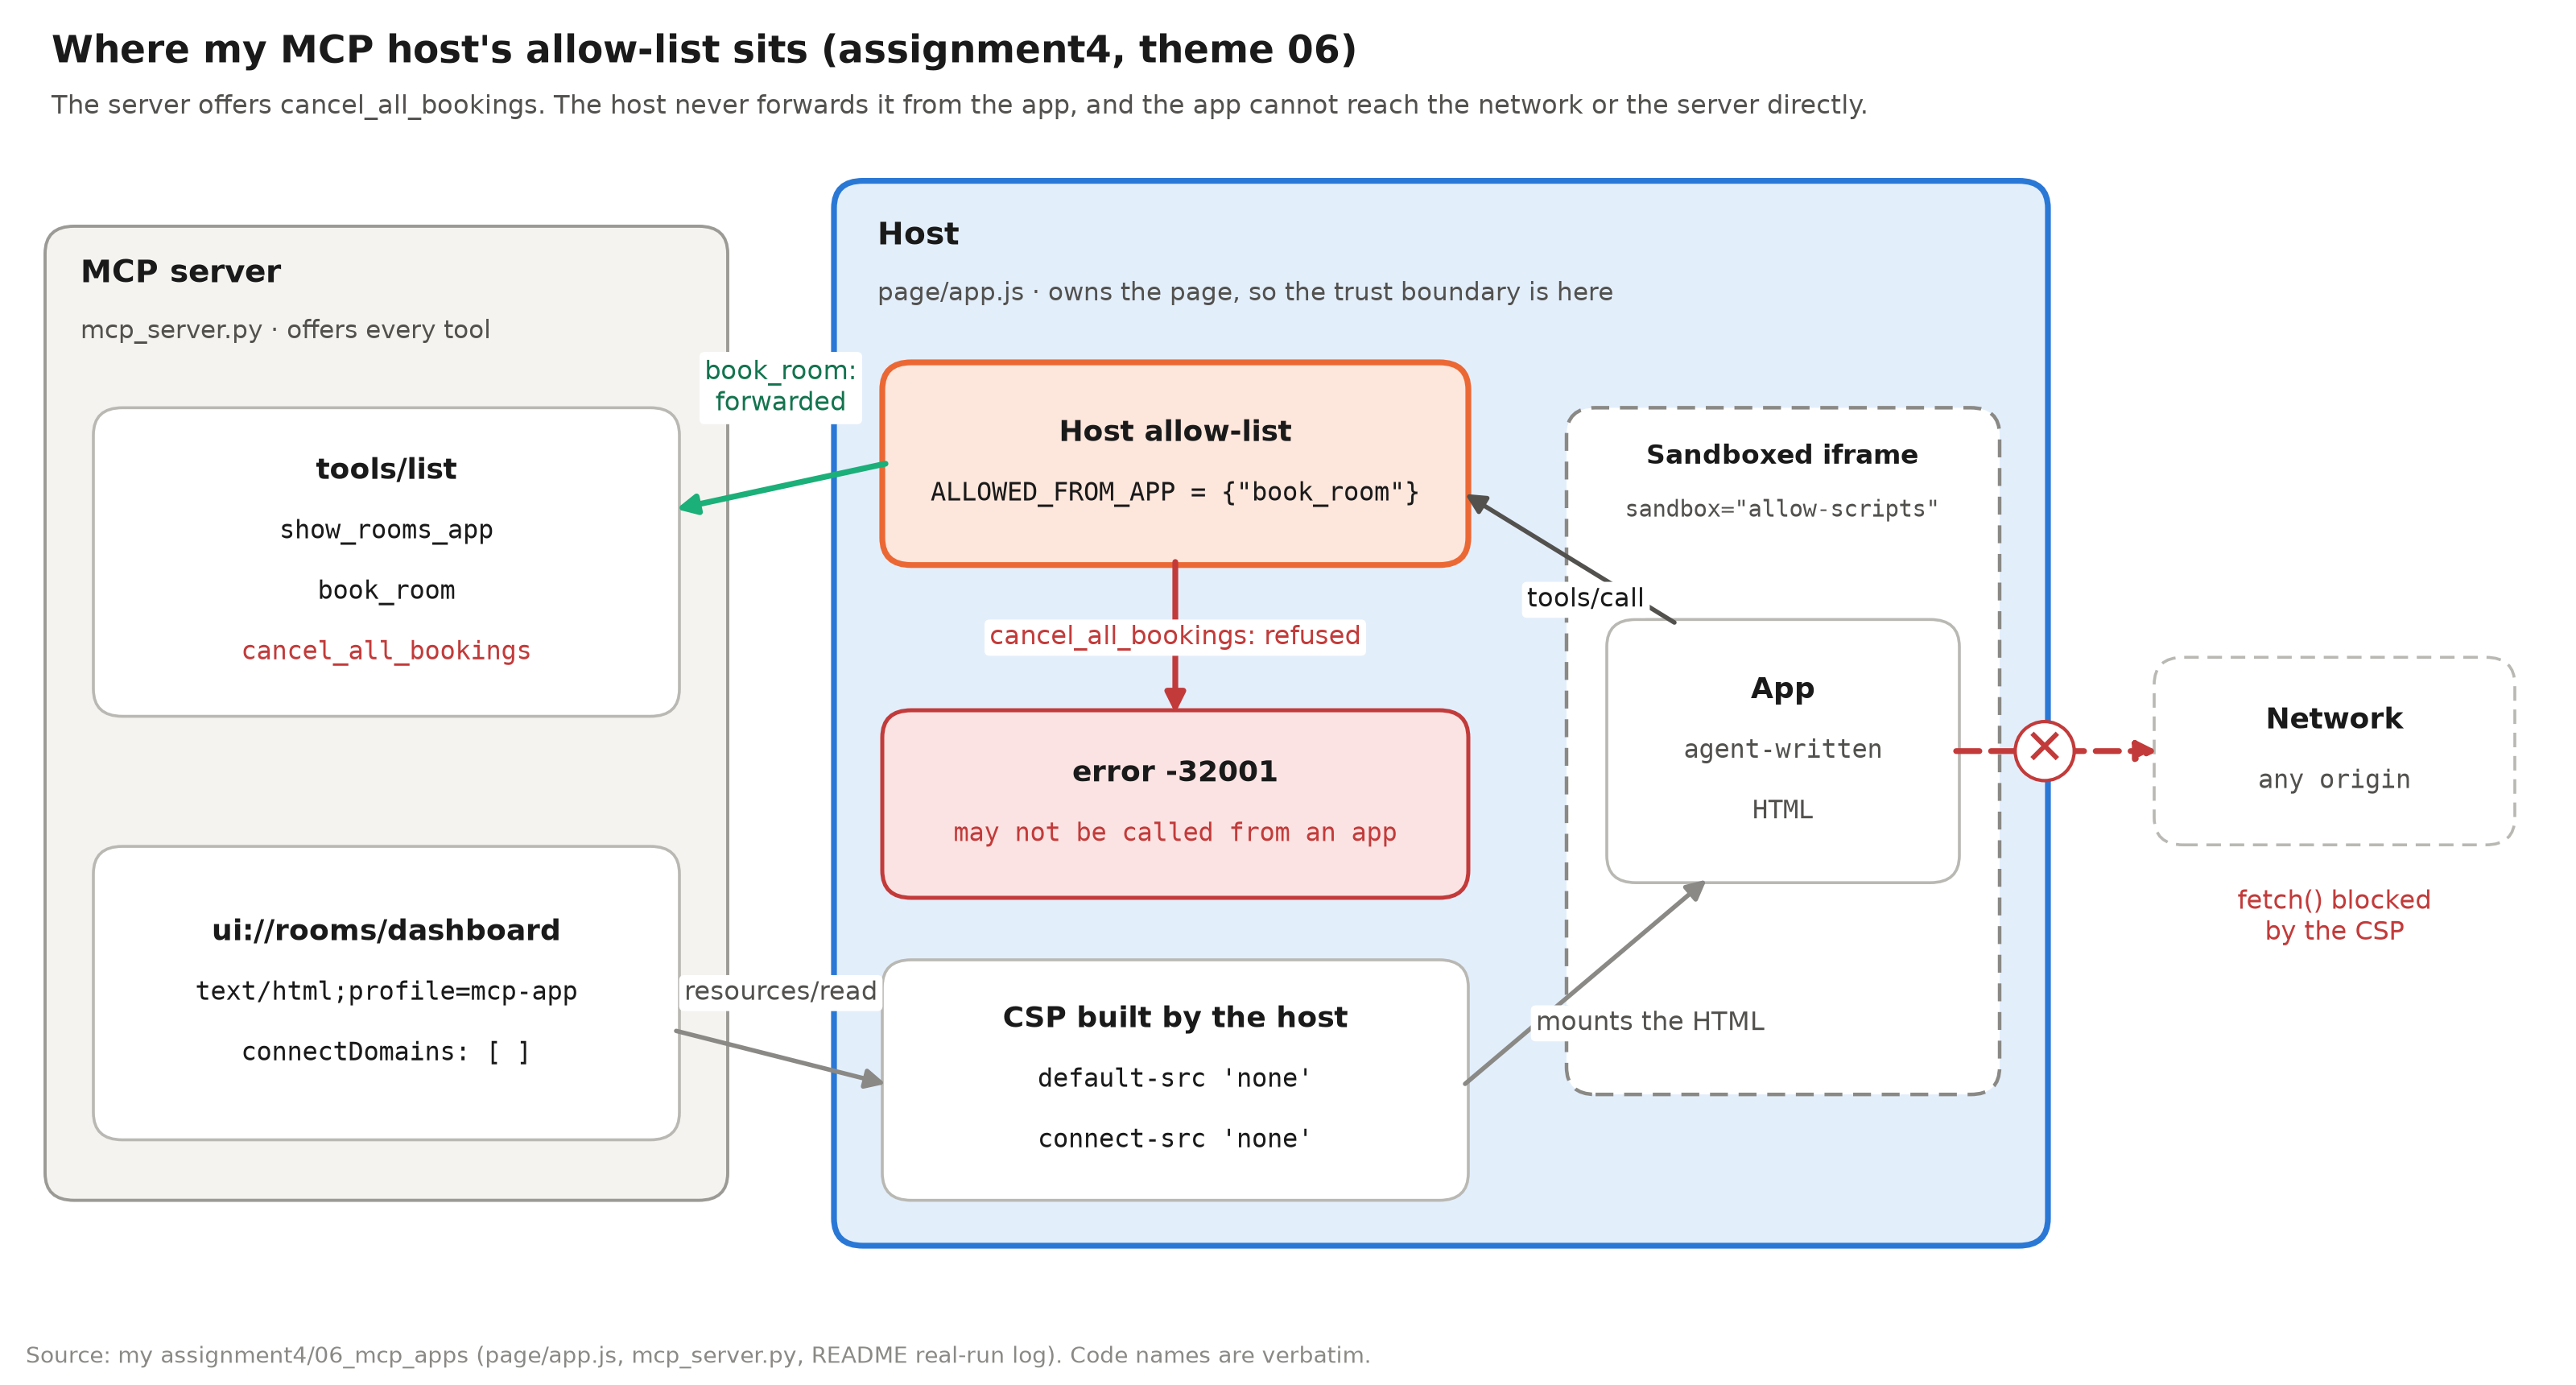 Where my MCP host's allow-list sits (assignment4, theme 06)
The server offers cancel_all_bookings. The host never forwards it from the app, and the app cannot reach the network or the server directly.
MCP server
mcp_server.py · offers every tool
tools/list
show_rooms_app
book_room
cancel_all_bookings
ui://rooms/dashboard
text/html;profile=mcp-app
connectDomains: [ ]
book_room:
forwarded
resources/read
Host
page/app.js · owns the page, so the trust boundary is here
Host allow-list
ALLOWED_FROM_APP = {"book_room"}
cancel_all_bookings: refused
error -32001
may not be called from an app
CSP built by the host
default-src 'none'
connect-src 'none'
tools/call
mounts the HTML
Sandboxed iframe
sandbox="allow-scripts"
App
agent-written
HTML
Network
any origin
fetch() blocked
by the CSP
Source: my assignment4/06_mcp_apps (page/app.js, mcp_server.py, README real-run log). Code names are verbatim.